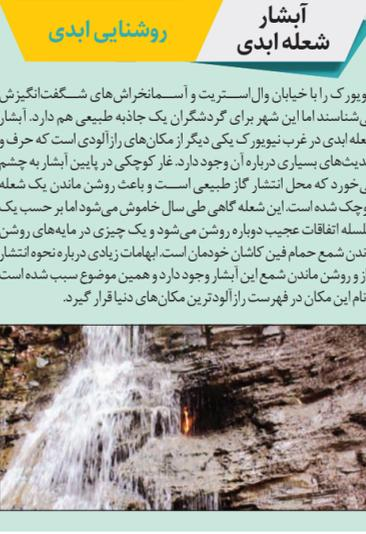 آبشار
شعله ابدی
روشنایی ابدی
نیویورک را با خیابان وال‌استریت و آسمانخراش‌های شگفت‌انگیزش
می‌شناسند اما این شهر برای گردشگران یک جاذبه طبیعی هم دارد. آبشار
شعله ابدی در غرب نیویورک یکی دیگر از مکان‌های رازآلودی است که حرف و
حدیث‌های بسیاری درباره آن وجود دارد. غار کوچکی در پایین آبشار به چشم
می‌خورد که محل انتشار گاز طبیعی است و باعث روشن ماندن یک شعله
کوچک شده است. این شعله گاهی طی سال خاموش می‌شود اما بر حسب یک
سلسله اتفاقات عجیب دوباره روشن می‌شود و یک چیزی در مایه‌های روشن
ماندن شمع حمام فین کاشان خودمان است. ابهامات زیادی درباره نحوه انتشار
گاز و روشن ماندن شمع این آبشار وجود دارد و همین موضوع سبب شده است
نام این مکان در فهرست رازآلودترین مکان‌های دنیا قرار گیرد.